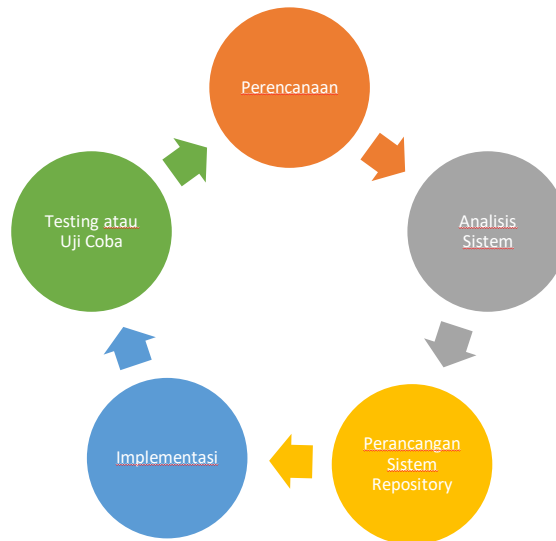 Perencanaan
Analisis
Sistem
Perancangan
Sistem
Repository
Implementasi
Testing atau
Uji Coba